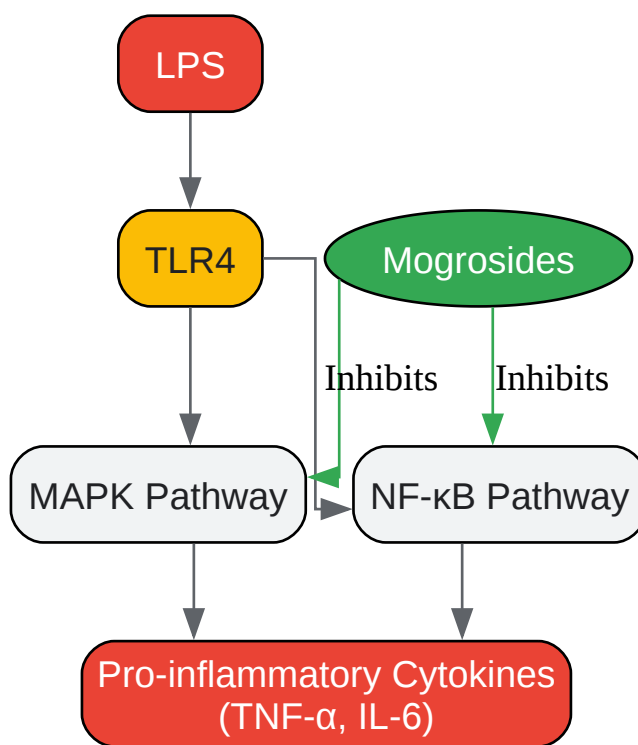 LPS
TLR4
Mogrosides
Inhibits
Inhibits
MAPK Pathway
NF-κB Pathway
Pro-inflammatory Cytokines
(TNF-α, IL-6)